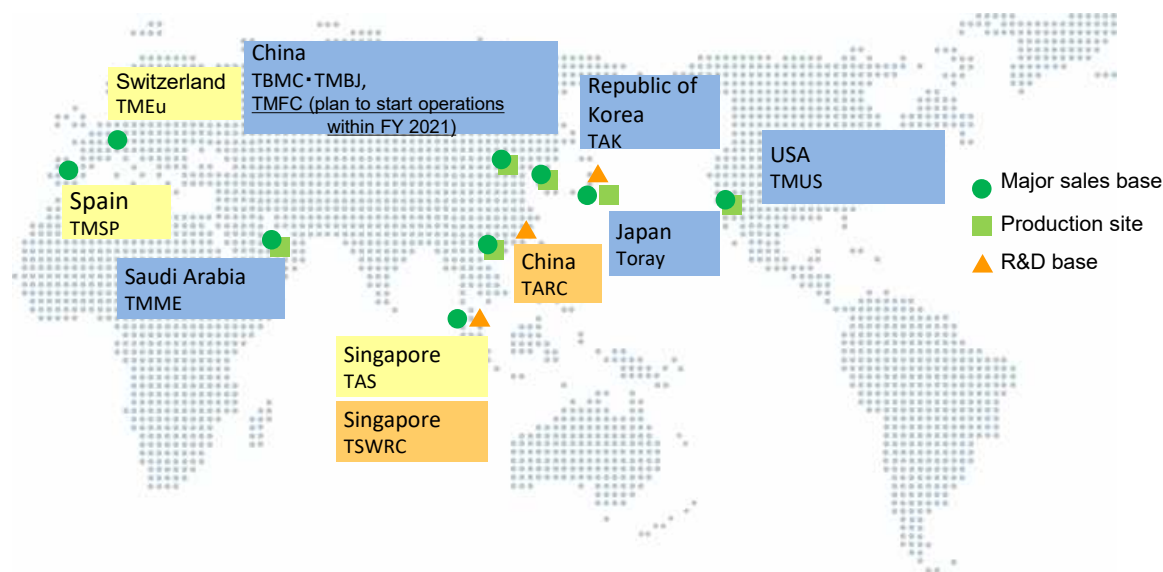 China
TBMC・TMBJ,
TMFC (plan to start operations
within FY 2021)
Switzerland
TMEu
Republic of
Korea
TAK
USA
TMUS
Major sales base
Production site
R&D base
Spain
TMSP
Japan
Toray
China
TARC
Saudi Arabia
TMME
Singapore
TAS
Singapore
TSWRC